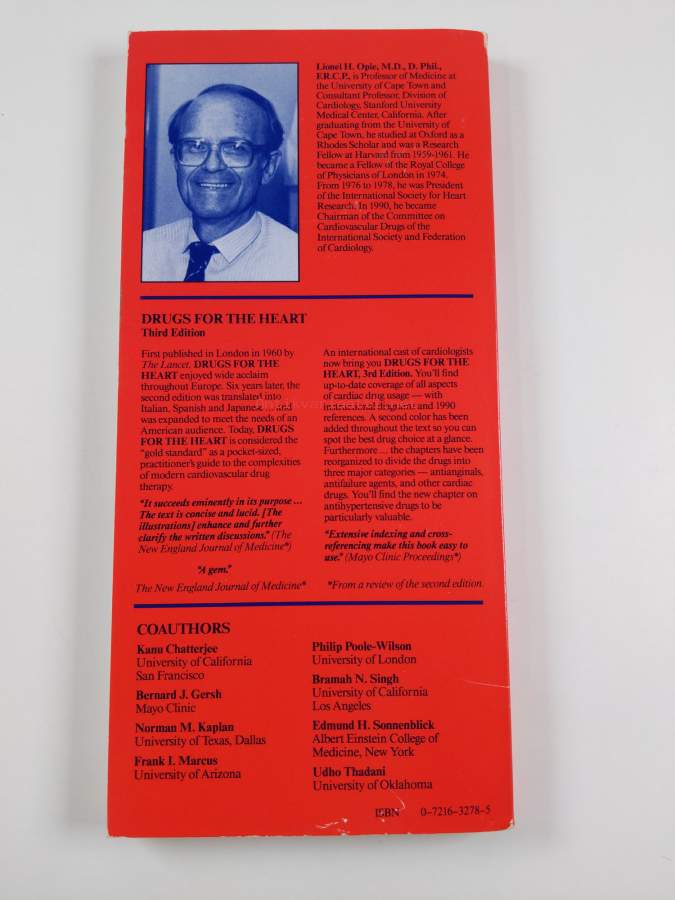 Lionel H. Opie, M.D., D. Phil.,
F.R.C.P., is Professor of Medicine at
the University of Cape Town and
Consultant Professor, Division of
Cardiology, Stanford University
Medical Center, California. After
graduating from the University of
Cape Town, he studied at Oxford as a
Rhodes Scholar and was a Research
Fellow at Harvard from 1959-1961. He
became a Fellow of the Royal College
of Physicians of London in 1974.
From 1976 to 1978, he was President
of the International Society for Heart
Research. In 1990, he became
Chairman of the Committee on
Cardiovascular Drugs of the
International Society and Federation
of Cardiology.
DRUGS FOR THE HEART
Third Edition
First published in London in 1960 by
The Lancet, DRUGS FOR THE
HEART enjoyed wide acclaim
throughout Europe. Six years later, the
second edition was translated into
Italian, Spanish and Japanese ... and
was expanded to meet the needs of an
American audience. Today, DRUGS
FOR THE HEART is considered the
"gold standard" as a pocket-sized,
practitioner's guide to the complexities
of modern cardiovascular drug
therapy.
"It succeeds eminently in its purpose ...
The text is concise and lucid. [The
illustrations] enhance and further
clarify the written discussions." (The
New England Journal of Medicine*)
"A gem."
The New England Journal of Medicine*
An international cast of cardiologists
now bring you DRUGS FOR THE
HEART, 3rd Edition. You'll find
up-to-date coverage of all aspects
of cardiac drug usage — with
international drug names and 1990
references. A second color has been
added throughout the text so you can
spot the best drug choice at a glance.
Furthermore ... the chapters have been
reorganized to divide the drugs into
three major categories — antianginals,
antifailure agents, and other cardiac
drugs. You'll find the new chapter on
antihypertensive drugs to be
particularly valuable.
"Extensive indexing and cross-
referencing make this book easy to
use." (Mayo Clinic Proceedings*)
*From a review of the second edition.
COAUTHORS
Kanu Chatterjee
University of California
San Francisco
Bernard J. Gersh
Mayo Clinic
Norman M. Kaplan
University of Texas, Dallas
Frank I. Marcus
University of Arizona
Philip Poole-Wilson
University of London
Bramah N. Singh
University of California
Los Angeles
Edmund H. Sonnenblick
Albert Einstein College of
Medicine, New York
Udho Thadani
University of Oklahoma
ISBN 0-7216-3278-5